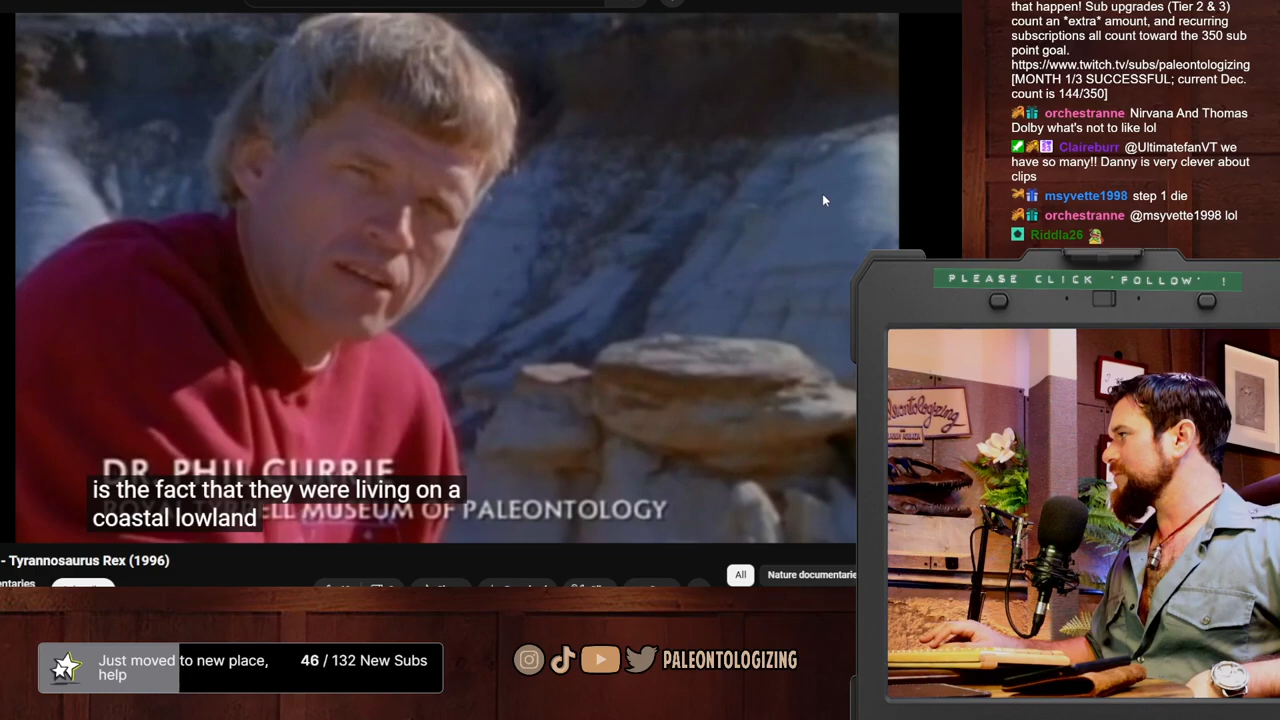 that happen! Sub upgrades (Tier 2 & 3)
count an *extra* amount, and recurring
subscriptions all count toward the 350 sub
point goal.
https://www.twitch.tv/subs/paleontologizing
[MONTH 1/3 SUCCESSFUL; current Dec.
count is 144/350]
orchestranne Nirvana And Thomas
Dolby what's not to like lol
Claireburr @UltimatefanVT we
have so many!! Danny is very clever about
clips
msyvette1998 step 1 die
orchestranne @msyvette1998 lol
Riddla26
PLEASE CLICK "FOLLOW" !
DR. PHIL CURRIE
is the fact that they were living on a
coastal lowland
MUSEUM OF PALEONTOLOGY
- Tyrannosaurus Rex (1996)
All
Nature documentarie
Just moved to new place,
help
46 / 132 New Subs
PALEONTOLOGIZING